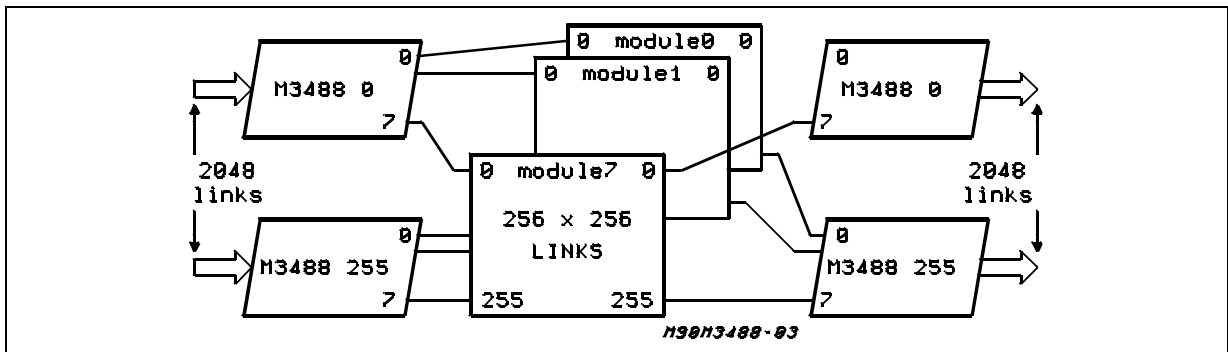 0 module0 0
0 0
0 module1 0
M3488 0 M3488 0
7 7
0 module7 0
2048 links
2048 links
256 x 256
LINKS
0 0
M3488 255 M3488 255
7 255 255 7
M90M3488-03